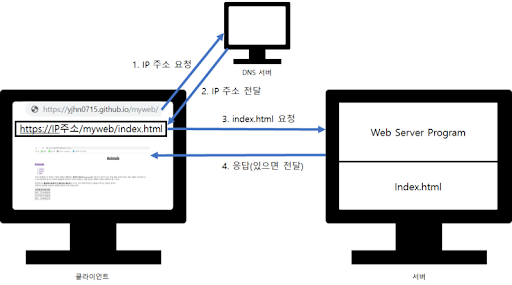 1. IP 주소 요청
DNS 서버
2. IP 주소 전달
https://yjhn0715.github.io/myweb/
https://IP주소/myweb/index.html
3. index.html 요청
4. 응답(있으면 전달)
Web Server Program
Index.html
클라이언트
서버